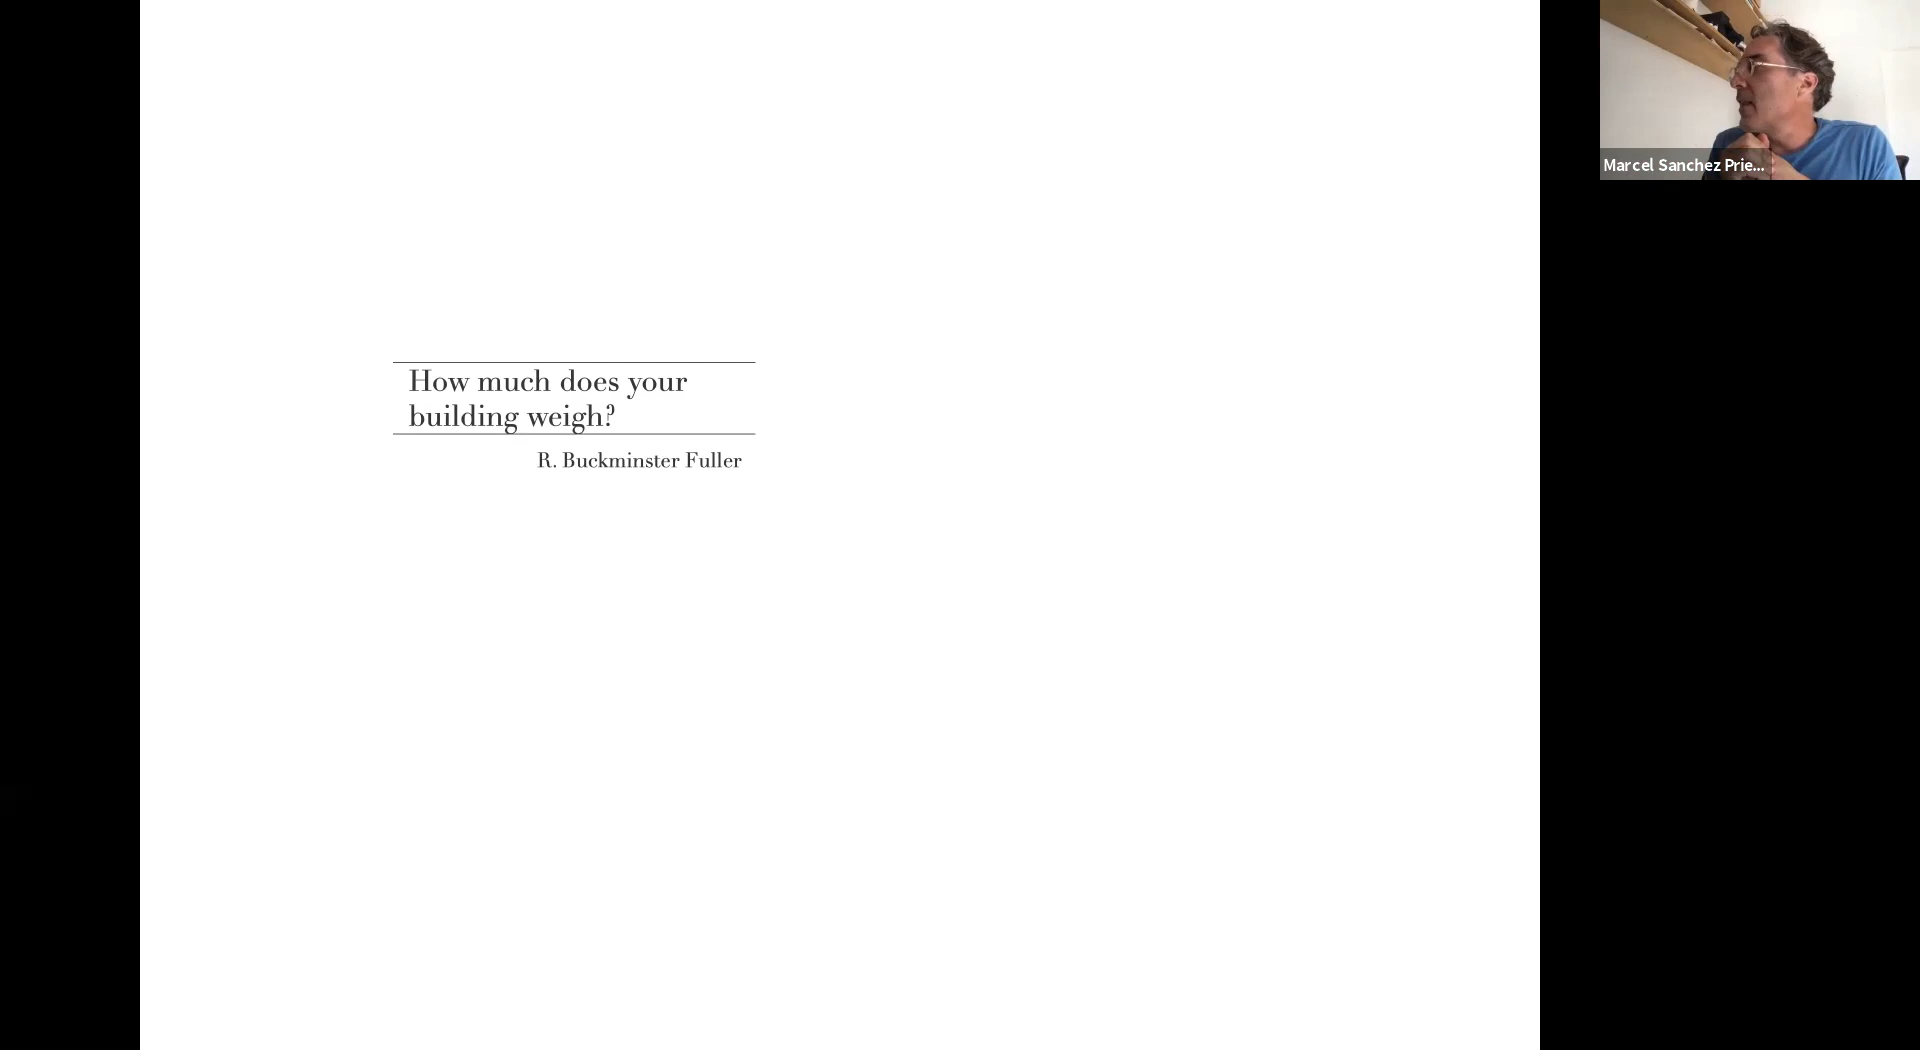 How much does your
building weigh?
R. Buckminster Fuller
Marcel Sanchez Prie...